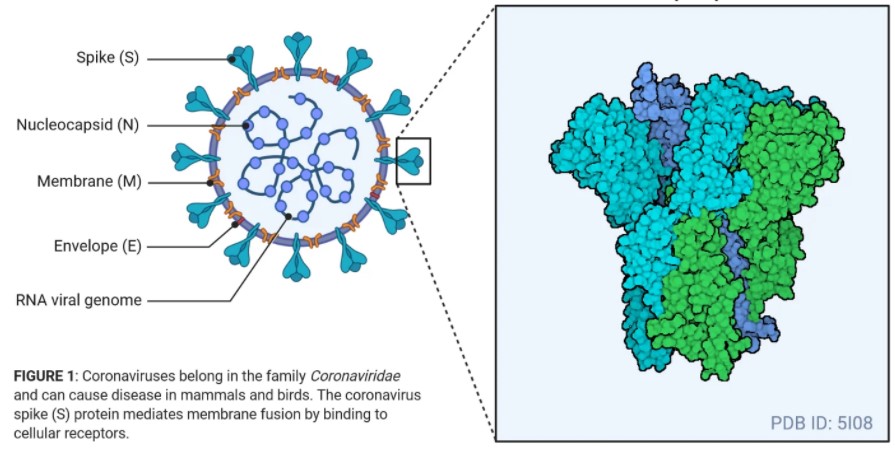 Spike (S)
Nucleocapsid (N)
Membrane (M)
Envelope (E)
RNA viral genome
FIGURE 1: Coronaviruses belong in the family Coronaviridae
and can cause disease in mammals and birds. The coronavirus
spike (S) protein mediates membrane fusion by binding to
cellular receptors.
PDB ID: 5I08